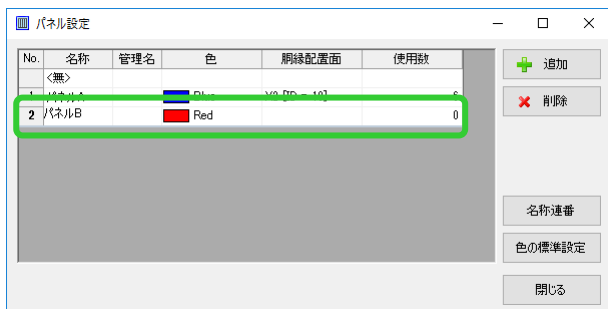 パネル設定
No. 名称 管理名 色 胴縁配置面 使用数
<無>
1 パネルA Blue 6
2 パネルB Red 0
追加
削除
名称連番
色の標準設定
閉じる